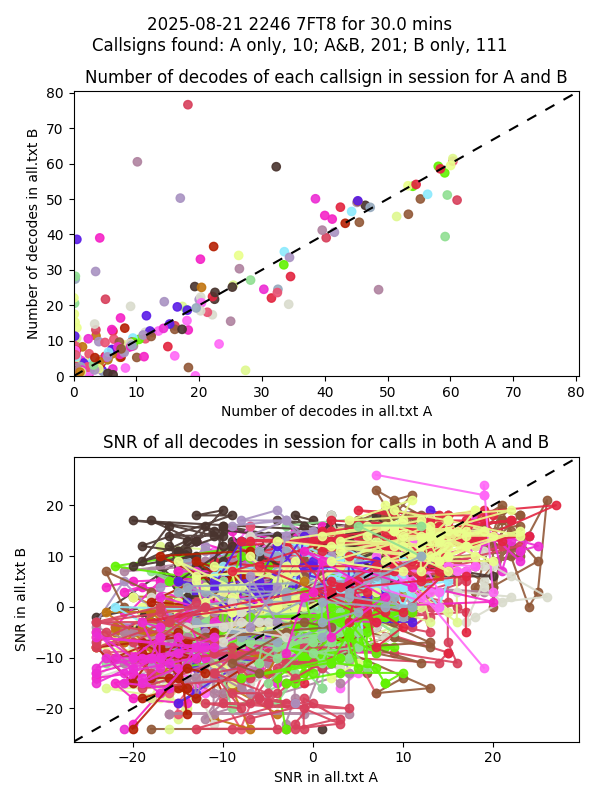 2025-08-21 2246 7FT8 for 30.0 mins
Callsigns found: A only, 10; A&B, 201; B only, 111
Number of decodes of each callsign in session for A and B
80
70
60
50
40
30
20
10
0
Number of decodes in all.txt B
0 10 20 30 40 50 60 70 80
Number of decodes in all.txt A
SNR of all decodes in session for calls in both A and B
20
10
0
−10
−20
SNR in all.txt B
−20 −10 0 10 20
SNR in all.txt A